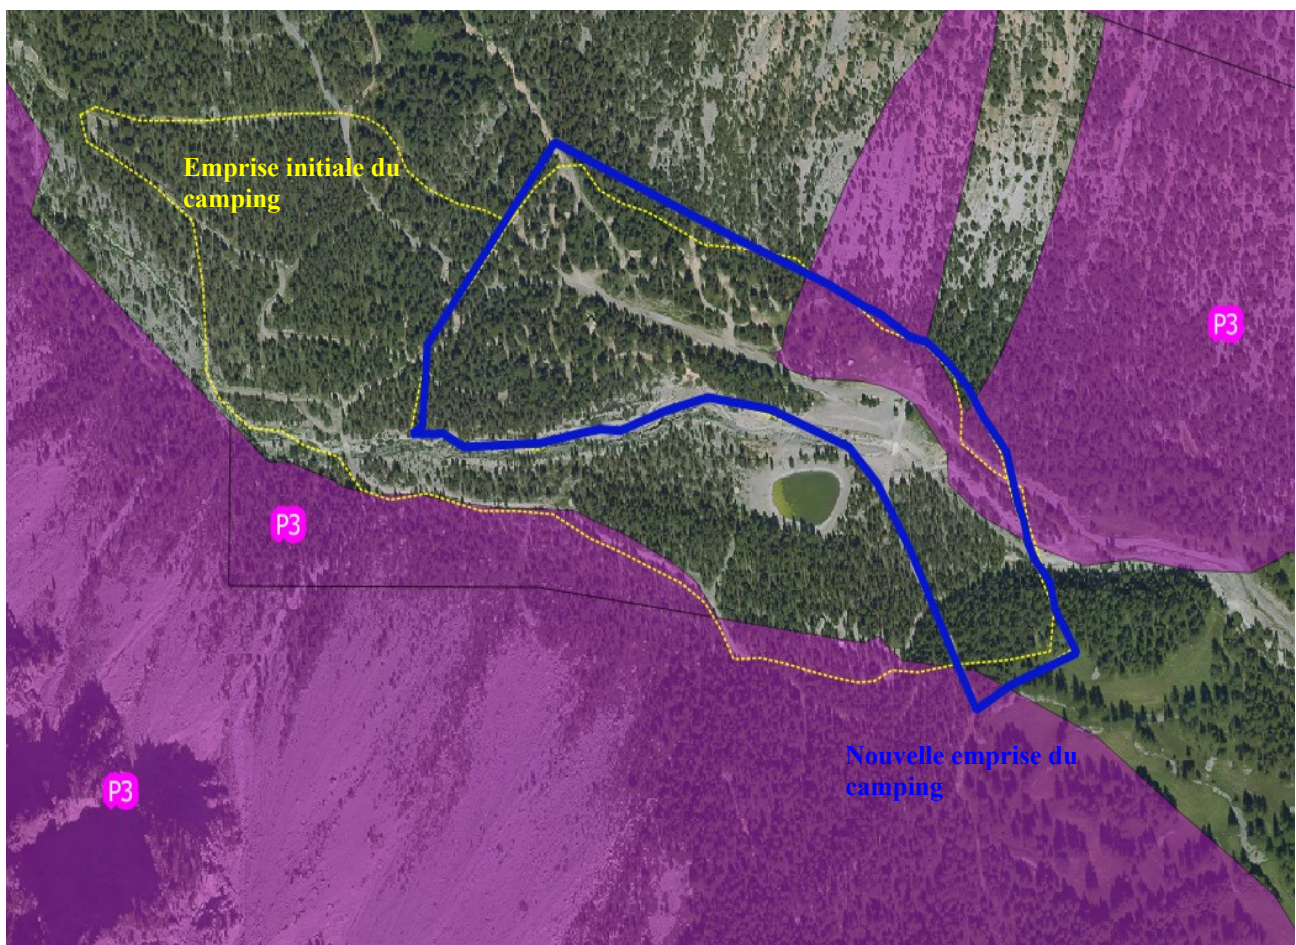 Emprise initiale du
camping
P3
P3
Nouvelle emprise du
camping
P3